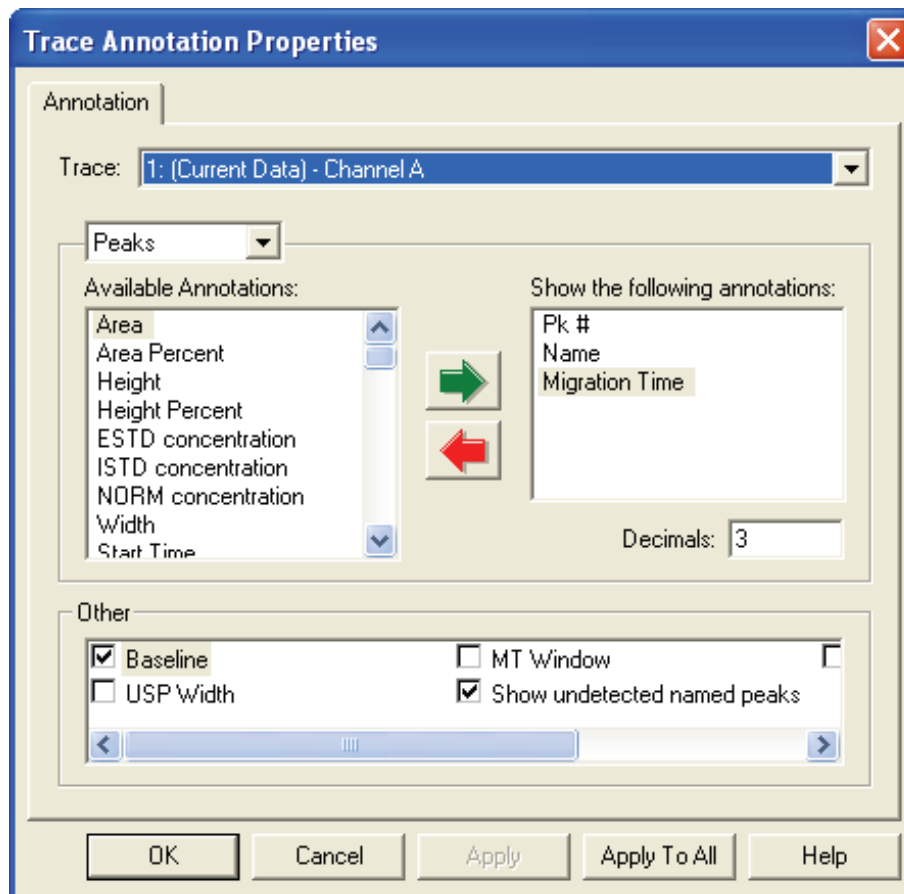 Trace Annotation Properties
Annotation
Trace: 1: (Current Data) - Channel A
Peaks
Available Annotations:
Area
Area Percent
Height
Height Percent
ESTD concentration
ISTD concentration
NORM concentration
Width
Start Time
Show the following annotations:
Pk #
Name
Migration Time
Decimals: 3
Other
Baseline MT Window
USP Width Show undetected named peaks
OK Cancel Apply Apply To All Help